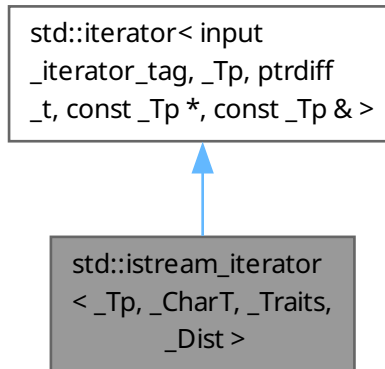 std::iterator< input
_iterator_tag, _Tp, ptrdiff
_t, const _Tp *, const _Tp & >
std::istream_iterator
< _Tp, _CharT, _Traits,
_Dist >